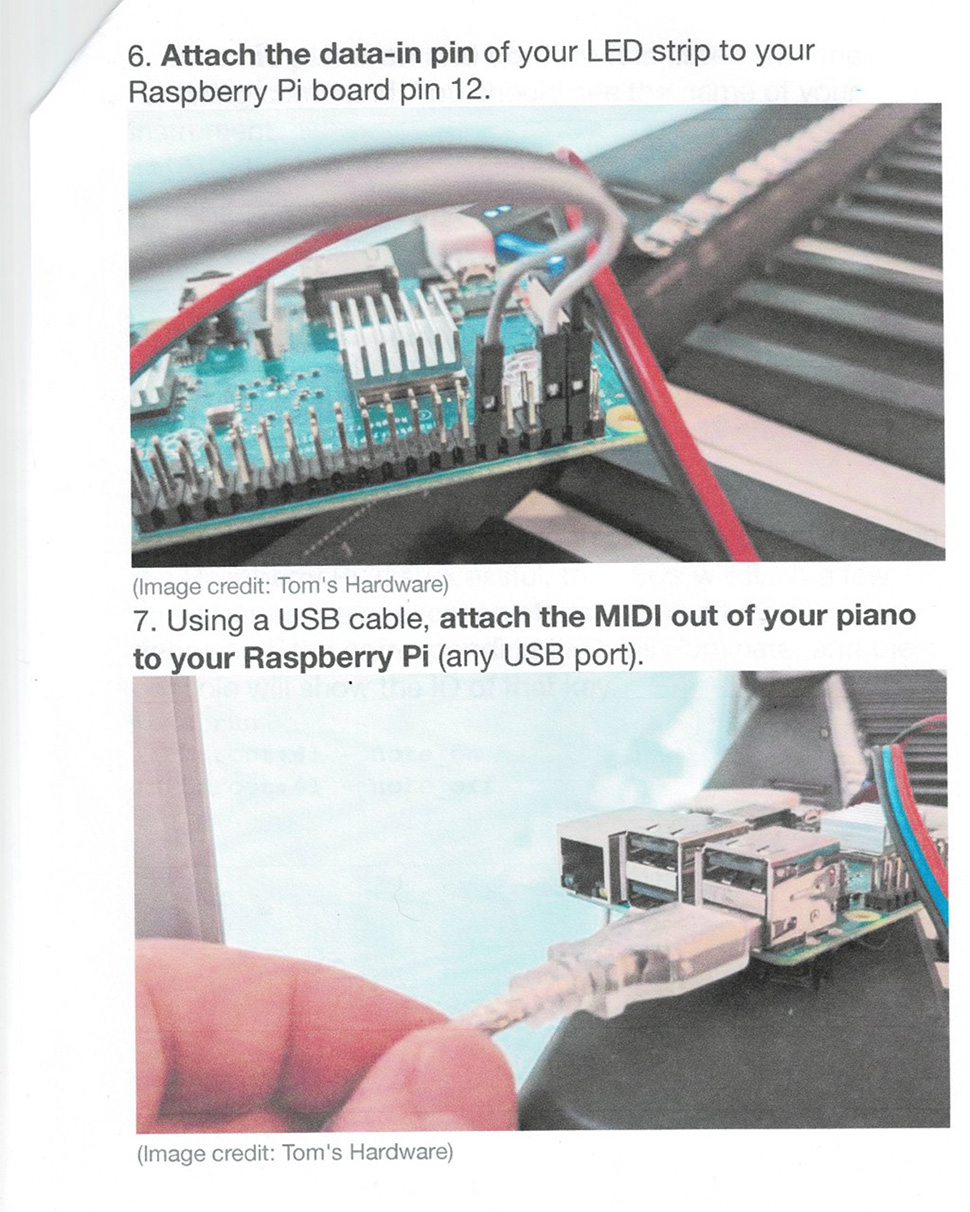 6. Attach the data-in pin of your LED strip to your
Raspberry Pi board pin 12.
(Image credit: Tom's Hardware)
7. Using a USB cable, attach the MIDI out of your piano
to your Raspberry Pi (any USB port).
(Image credit: Tom's Hardware)